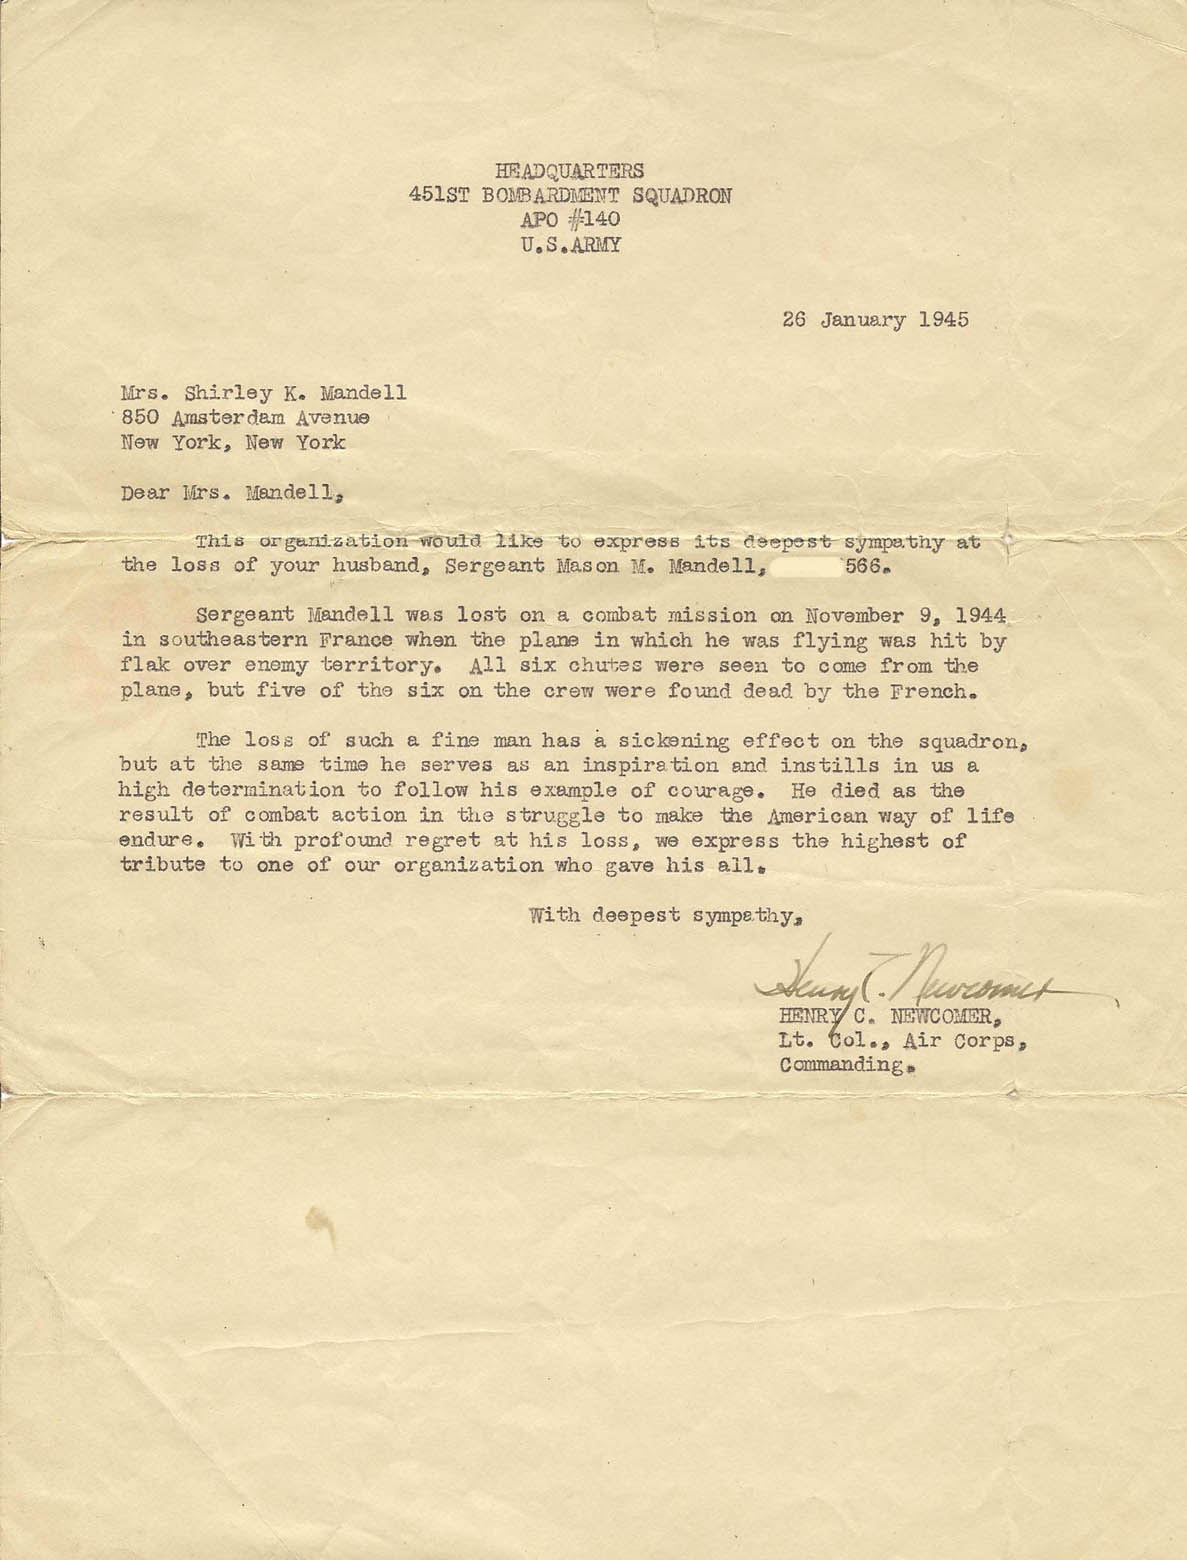 HEADQUARTERS
451ST BOMBARDMENT SQUADRON
APO #140
U.S.ARMY
26 January 1945
Mrs. Shirley K. Mandell
850 Amsterdam Avenue
New York, New York
Dear Mrs. Mandell,
This organization would like to express its deepest sympathy at
the loss of your husband, Sergeant Mason M. Mandell, 566.
Sergeant Mandell was lost on a combat mission on November 9, 1944
in southeastern France when the plane in which he was flying was hit by
flak over enemy territory. All six chutes were seen to come from the
plane, but five of the six on the crew were found dead by the French.
The loss of such a fine man has a sickening effect on the squadron,
but at the same time he serves as an inspiration and instills in us a
high determination to follow his example of courage. He died as the
result of combat action in the struggle to make the American way of life
endure. With profound regret at his loss, we express the highest of
tribute to one of our organization who gave his all.
With deepest sympathy,
Henry C. Newcomer
HENRY C. NEWCOMER,
Lt. Col., Air Corps,
Commanding.